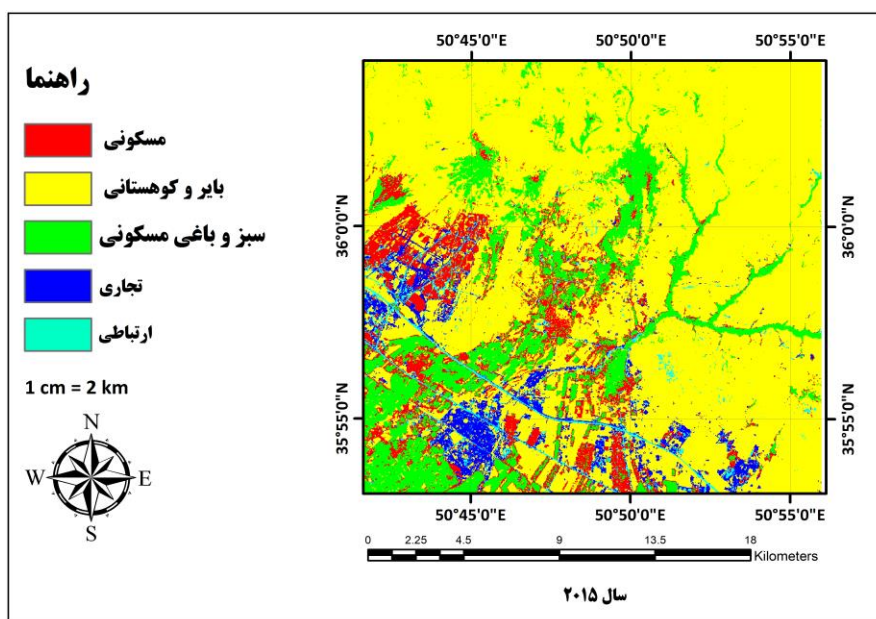 50°45'0"E 50°50'0"E 50°55'0"E
راهنما
مسکونی
بایر و کوهستانی
سبز و باغی مسکونی
تجاری
ارتباطی
1 cm = 2 km
N
W E
S
36°0'0"N 36°0'0"N
35°55'0"N 35°55'0"N
50°45'0"E 50°50'0"E 50°55'0"E
0 2.25 4.5 9 13.5 18
Kilometers
سال ۲۰۱۵